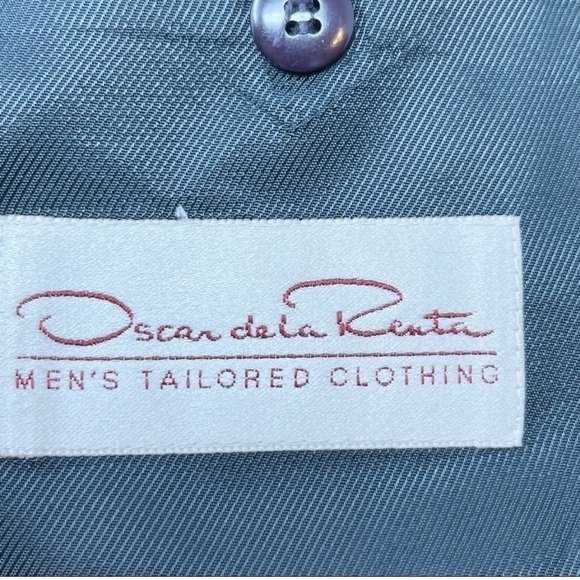 Oscar de la Renta
MEN'S TAILORED CLOTHING